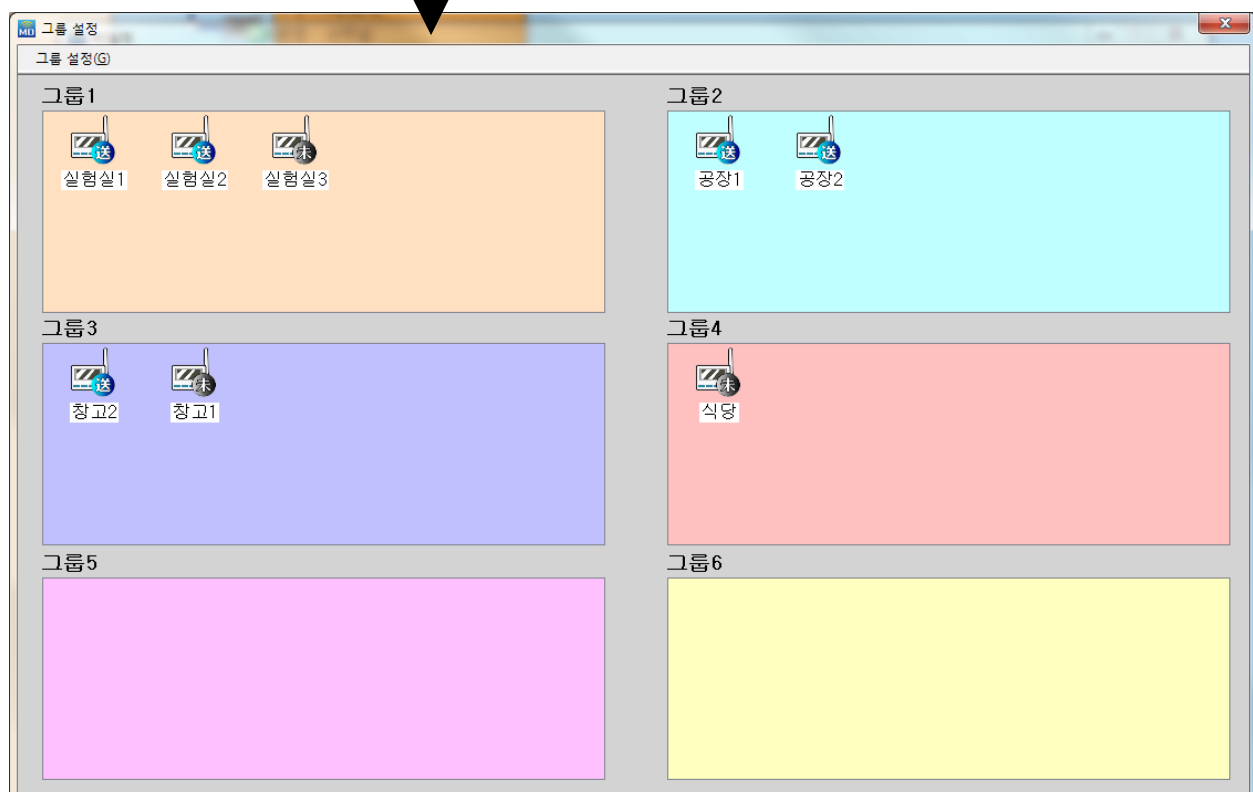 그룹 설정
그룹 설정(G)
그룹1
送 送 未
실험실1 실험실2 실험실3
그룹2
送 送
공장1 공장2
그룹3
送 未
창고2 창고1
그룹4
未
식당
그룹5
그룹6